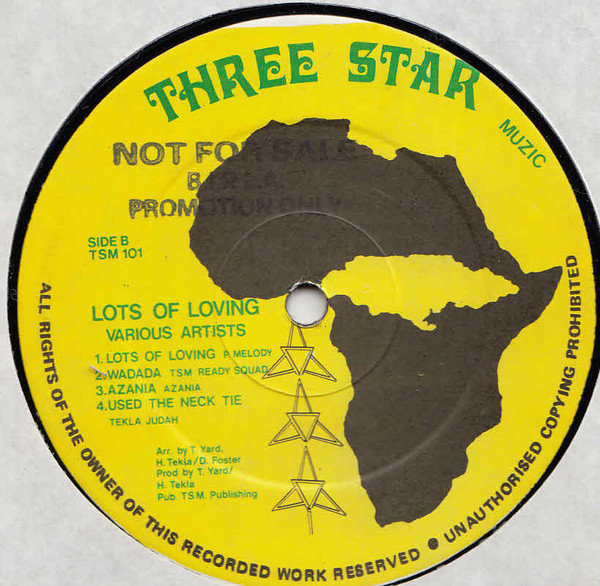 THREE STAR
MUZIC
NOT FOR SALE
PROMOTION ONLY
SIDE B
TSM 101
LOTS OF LOVING
VARIOUS ARTISTS
1. LOTS OF LOVING P. MELODY
2. WADADA TSM READY SQUAD
3. AZANIA AZANIA
4. USED THE NECK TIE
TEKLA JUDAH
Arr. by T. Yard,
H. Tekla/D. Foster
Prod by T. Yard/
H. Tekla
Pub. T.S.M. Publishing
ALL RIGHTS OF THE OWNER OF THIS RECORDED WORK RESERVED ● UNAUTHORISED COPYING PROHIBITED